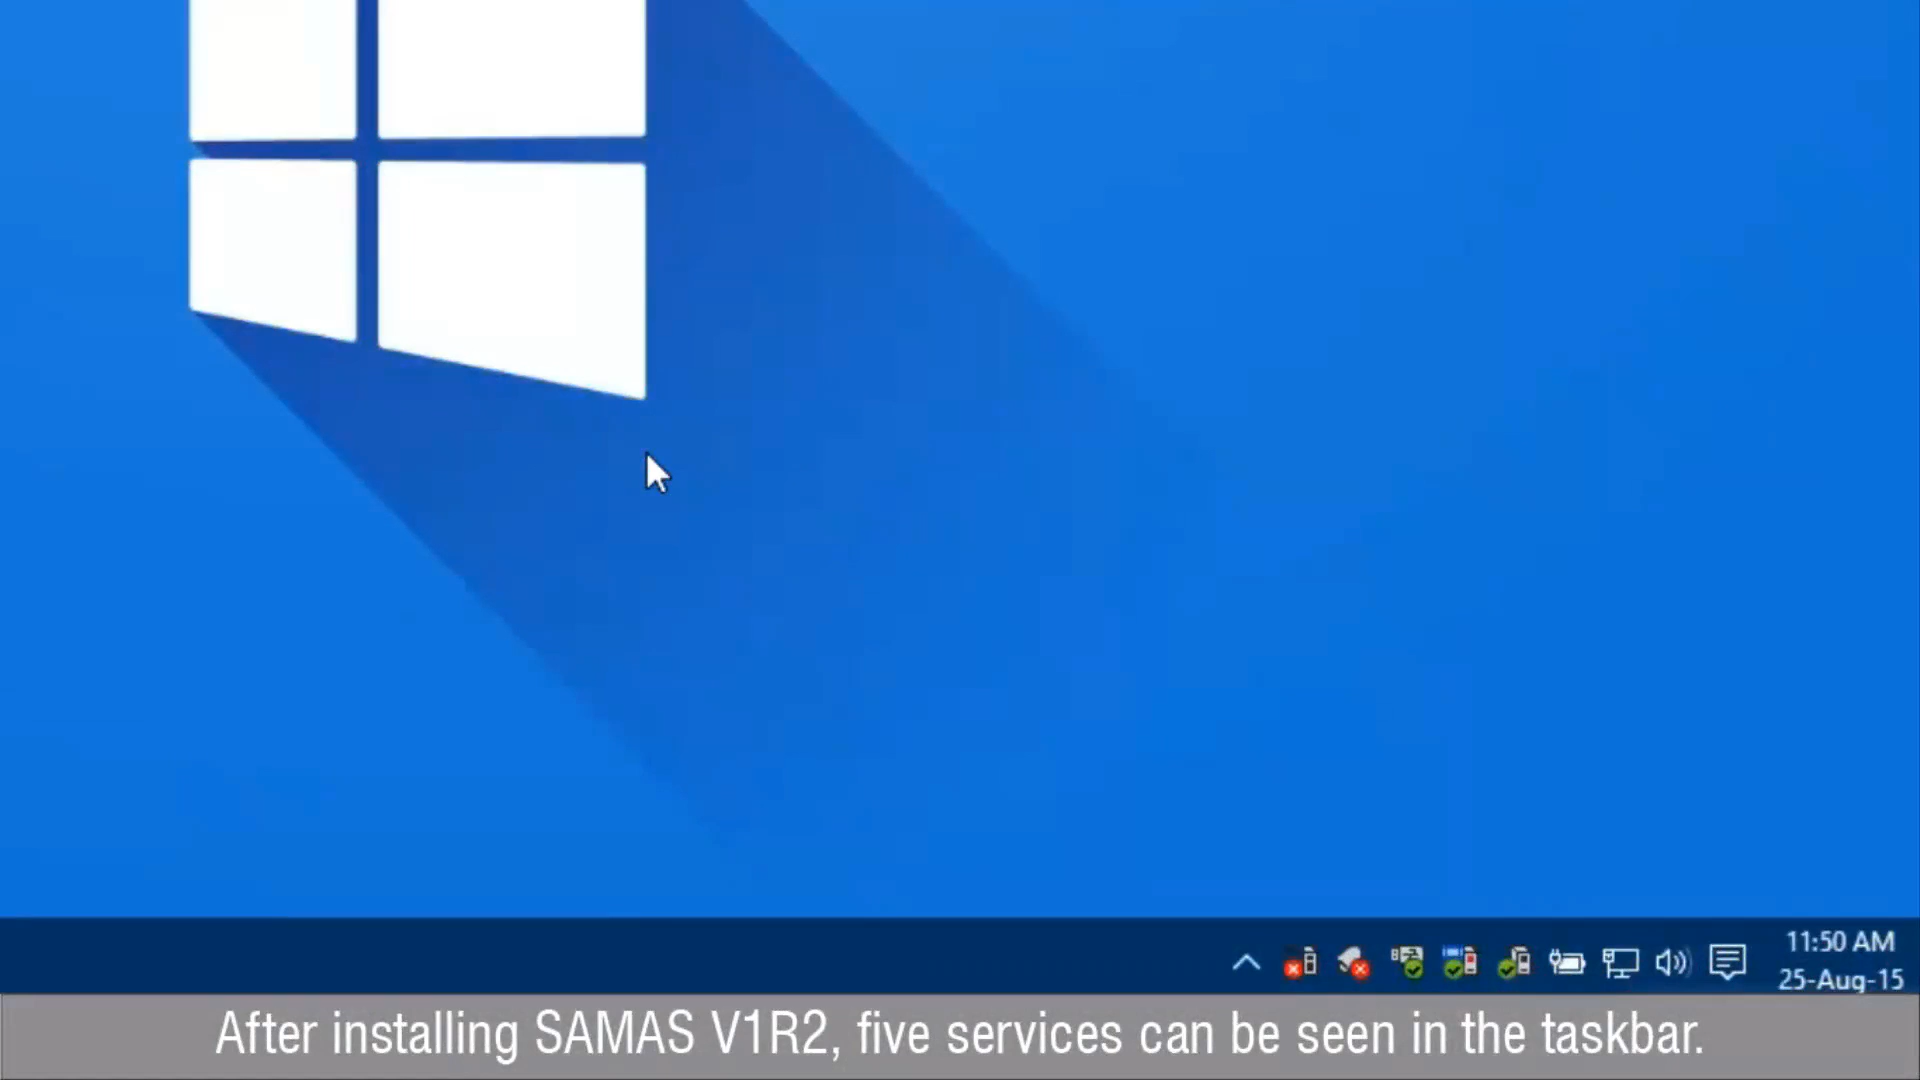 11:50 AM
25-Aug-15
After installing SAMAS V1R2, five services can be seen in the taskbar.